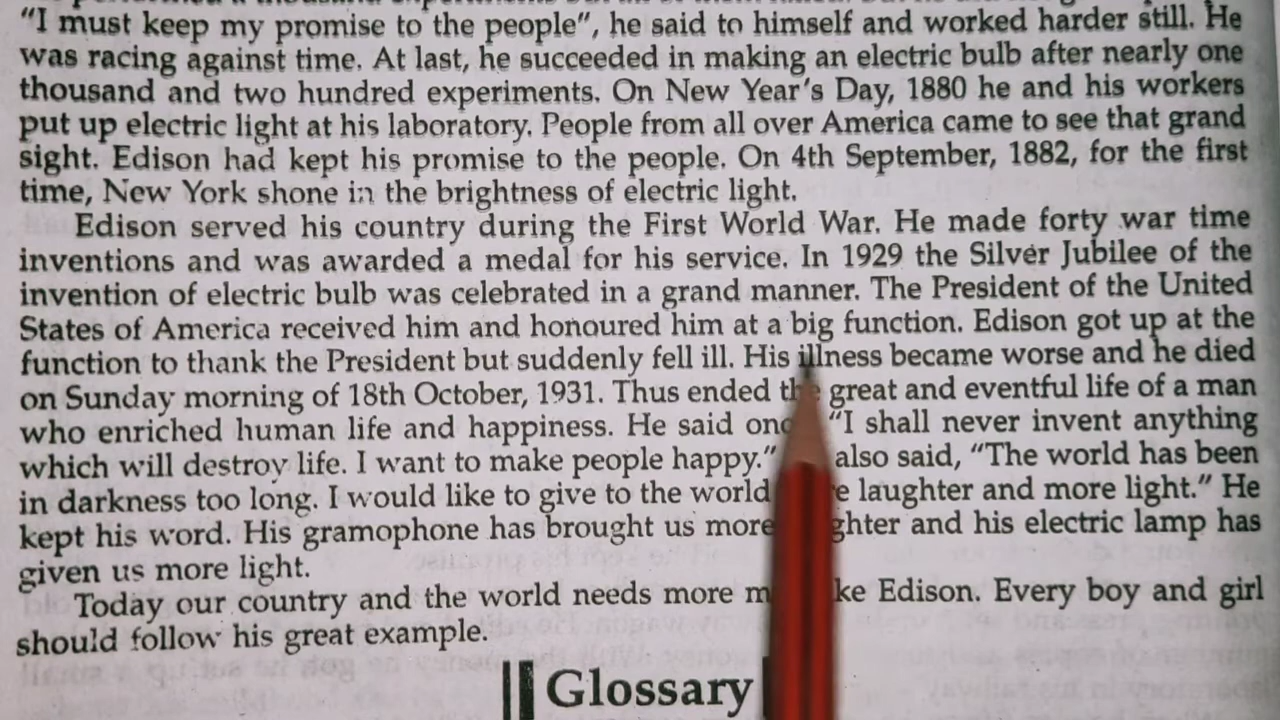 "I must keep my promise to the people", he said to himself and worked harder still. He
was racing against time. At last, he succeeded in making an electric bulb after nearly one
thousand and two hundred experiments. On New Year's Day, 1880 he and his workers
put up electric light at his laboratory. People from all over America came to see that grand
sight. Edison had kept his promise to the people. On 4th September, 1882, for the first
time, New York shone in the brightness of electric light.
Edison served his country during the First World War. He made forty war time
inventions and was awarded a medal for his service. In 1929 the Silver Jubilee of the
invention of electric bulb was celebrated in a grand manner. The President of the United
States of America received him and honoured him at a big function. Edison got up at the
function to thank the President but suddenly fell ill. His illness became worse and he died
on Sunday morning of 18th October, 1931. Thus ended the great and eventful life of a man
who enriched human life and happiness. He said "I shall never invent anything
which will destroy life. I want to make people happy." also said, "The world has been
in darkness too long. I would like to give to the world laughter and more light." He
kept his word. His gramophone has brought us more and his electric lamp has
given us more light.
Today our country and the world needs more Edison. Every boy and girl
should follow his great example.
Glossary